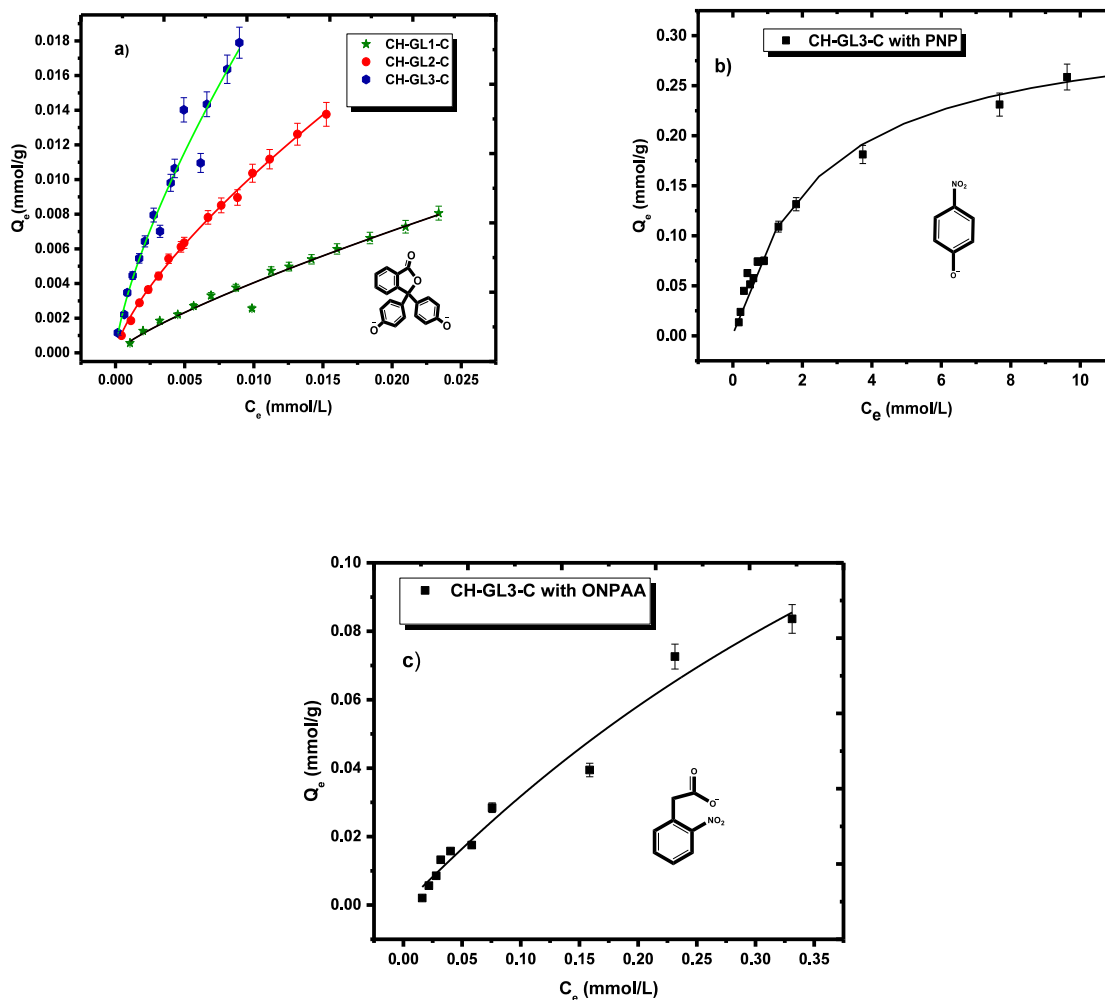 a)
CH-GL1-C
CH-GL2-C
CH-GL3-C
0.018
0.016
0.014
0.012
0.010
0.008
0.006
0.004
0.002
0.000
Qe(mmol/g)
0.000 0.005 0.010 0.015 0.020 0.025
Ce (mmol/L)
O
O
O⁻
O⁻
b)
CH-GL3-C with PNP
0.30
0.25
0.20
0.15
0.10
0.05
0.00
Qe (mmol/g)
0 2 4 6 8 10
Ce (mmol/L)
NO2
O⁻
c)
CH-GL3-C with ONPAA
0.10
0.08
0.06
0.04
0.02
0.00
Qe (mmol/g)
0.00 0.05 0.10 0.15 0.20 0.25 0.30 0.35
Ce (mmol/L)
O
O⁻
NO2